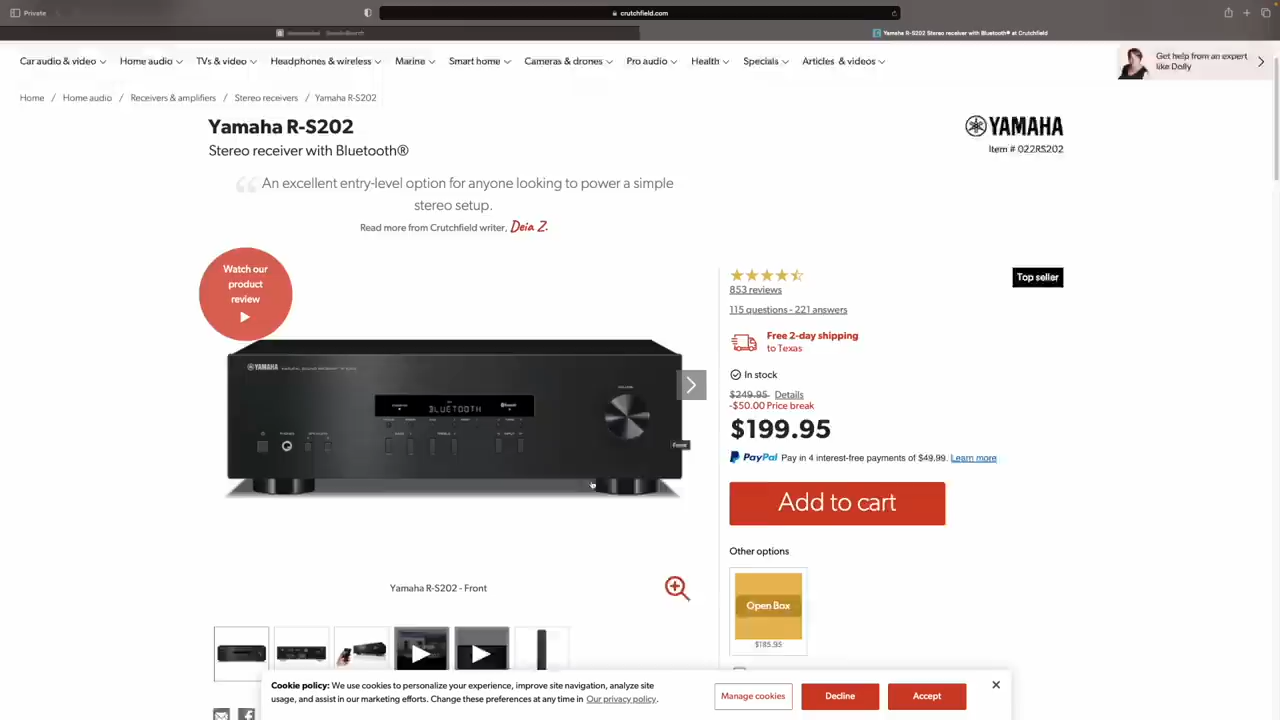 Private
crutchfield.com
Yamaha R-S202 Stereo receiver with Bluetooth® at Crutchfield
Car audio & video
Home audio
TVs & video
Headphones & wireless
Marine
Smart home
Cameras & drones
Pro audio
Health
Specials
Articles & videos
Get help from an expert
like Dolly
Home / Home audio / Receivers & amplifiers / Stereo receivers / Yamaha R-S202
Yamaha R-S202
YAMAHA
Stereo receiver with Bluetooth®
Item # 022RS202
An excellent entry-level option for anyone looking to power a simple
stereo setup.
Read more from Crutchfield writer, Deia Z.
Watch our
product
review
853 reviews
Top seller
115 questions - 221 answers
Free 2-day shipping
to Texas
In stock
$249.95 Details
-$50.00 Price break
$199.95
PayPal Pay in 4 interest-free payments of $49.99. Learn more
Add to cart
YAMAHA
BLUETOOTH
VOLUME
Front
Other options
Open Box
$185.95
Yamaha R-S202 - Front
Cookie policy: We use cookies to personalize your experience, improve site navigation, analyze site
usage, and assist in our marketing efforts. Change these preferences at any time in Our privacy policy.
Manage cookies
Decline
Accept